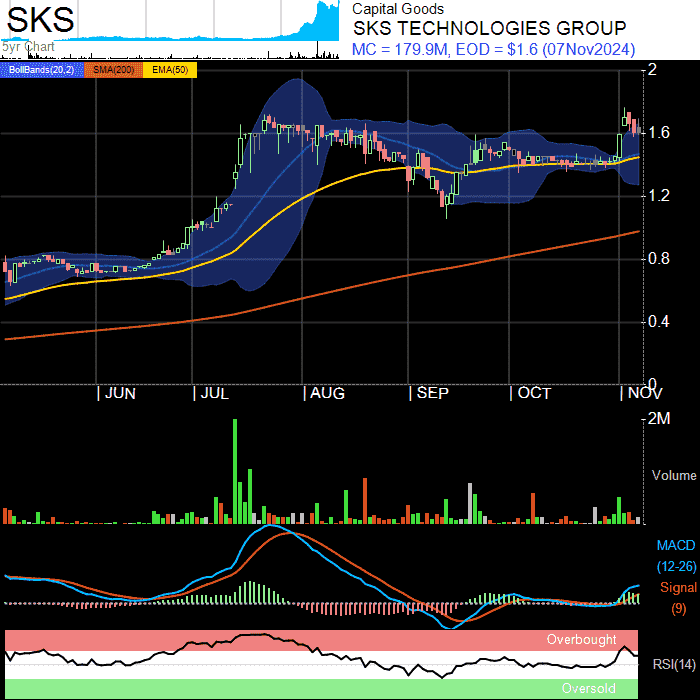 SKS
5yr Chart
Capital Goods
SKS TECHNOLOGIES GROUP
MC = 179.9M, EOD = $1.6 (07Nov2024)
BollBands(20,2) SMA(200) EMA(50)
2
1.6
1.2
0.8
0.4
0
JUN JUL AUG SEP OCT NOV
2M
Volume
MACD
(12-26)
Signal
(9)
Overbought
RSI(14)
Oversold